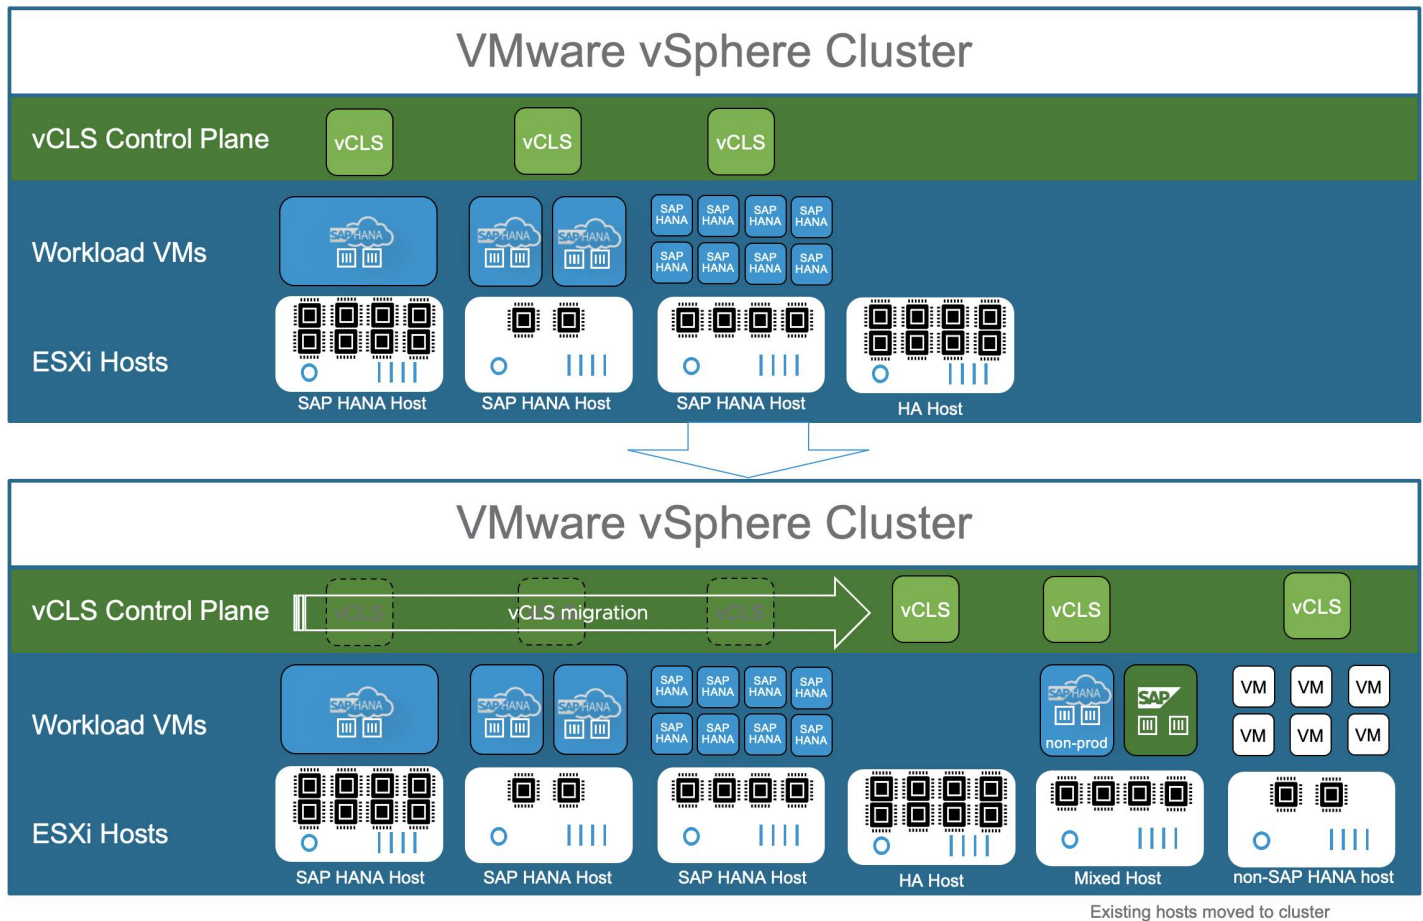 VMware vSphere Cluster
vCLS Control Plane
vCLS
vCLS
vCLS
Workload VMs
SAP HANA
SAP HANA
SAP HANA
SAP HANA
SAP HANA
SAP HANA
SAP HANA
SAP HANA
SAP HANA
SAP HANA
SAP HANA
ESXi Hosts
SAP HANA Host
SAP HANA Host
SAP HANA Host
HA Host
VMware vSphere Cluster
vCLS Control Plane
vCLS
vCLS
vCLS migration
vCLS
vCLS
vCLS
Workload VMs
SAP HANA
SAP HANA
SAP HANA
SAP HANA
SAP HANA
SAP HANA
SAP HANA
SAP HANA
SAP HANA
SAP HANA
SAP HANA
SAP HANA
non-prod
SAP
VM
VM
VM
VM
VM
VM
ESXi Hosts
SAP HANA Host
SAP HANA Host
SAP HANA Host
HA Host
Mixed Host
non-SAP HANA host
Existing hosts moved to cluster